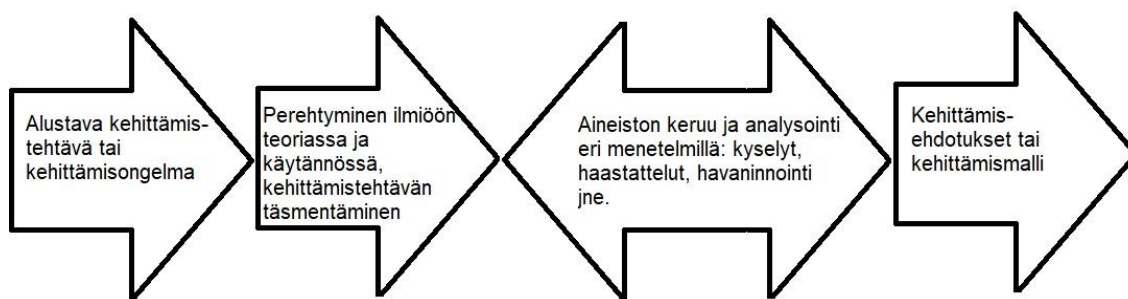 Alustava kehittämis-
tehtävä tai
kehittämisongelma
Perehtyminen ilmiöön
teoriassa ja
käytännössä,
kehittämistehtävän
täsmentäminen
Aineiston keruu ja analysointi
eri menetelmillä: kyselyt,
haastattelut, havaninnointi
jne.
Kehittämis-
ehdotukset tai
kehittämismalli